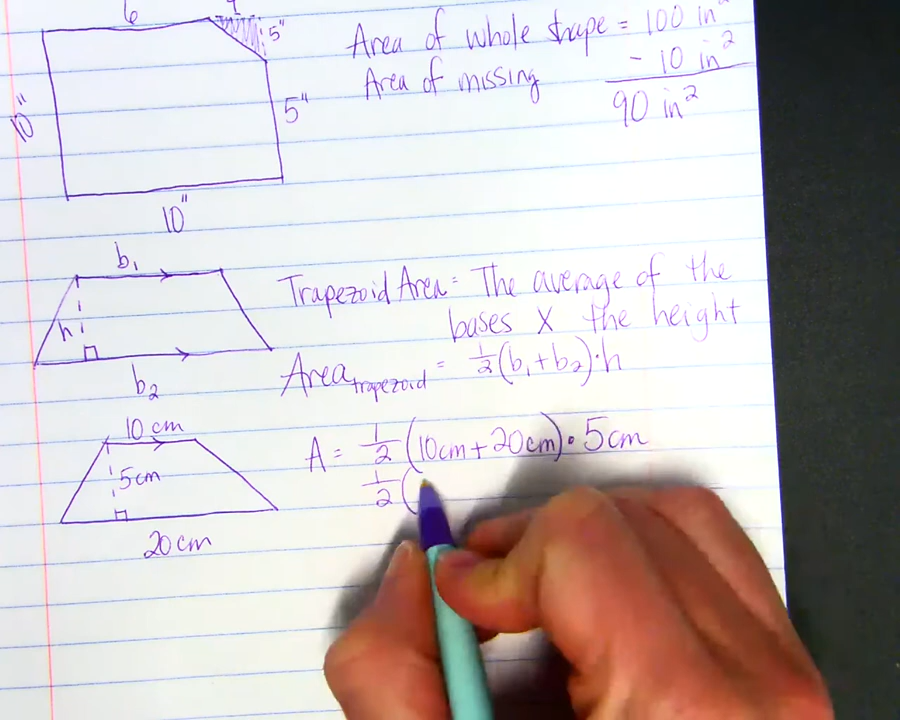 6
5"
10"
5"
10"
Area of whole shape = 100 in²
Area of missing - 10 in²
90 in²
b₁
h
b₂
Trapezoid Area = The average of the
bases X the height
Area trapezoid = 1/2 (b₁+b₂)·h
10 cm
5cm
20cm
A = 1/2 (10cm+20cm)·5cm
1/2 (